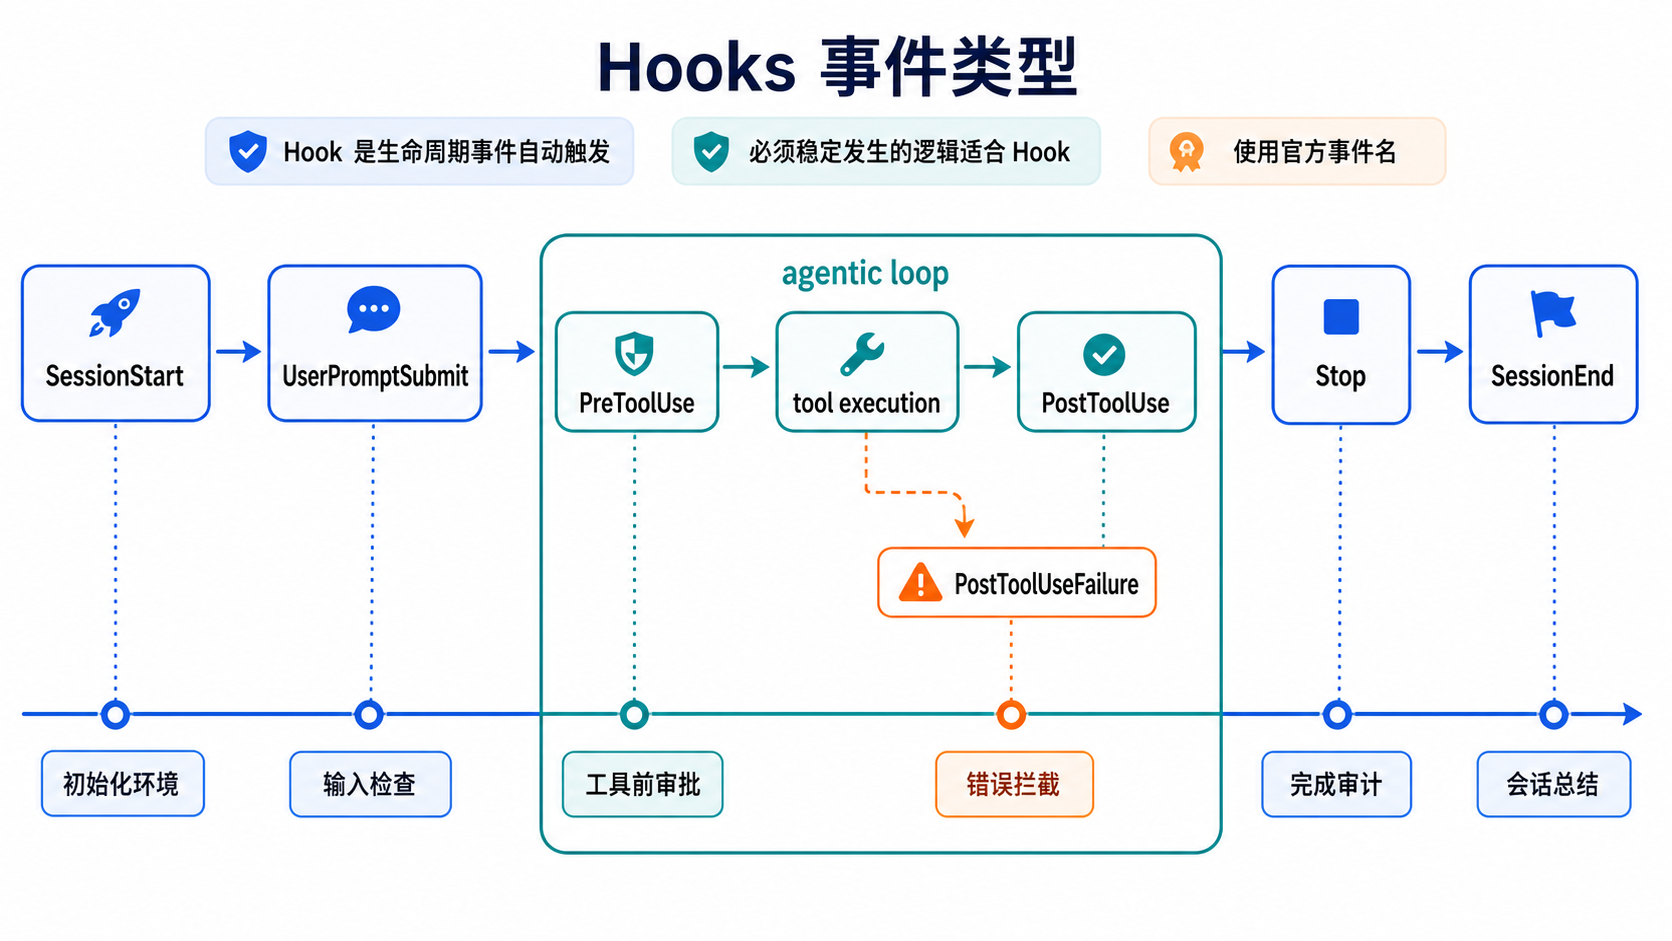 Hooks 事件类型
Hook 是生命周期事件自动触发
必须稳定发生的逻辑适合 Hook
使用官方事件名
agentic loop
SessionStart
UserPromptSubmit
PreToolUse
tool execution
PostToolUse
Stop
SessionEnd
PostToolUseFailure
初始化环境
输入检查
工具前审批
错误拦截
完成审计
会话总结